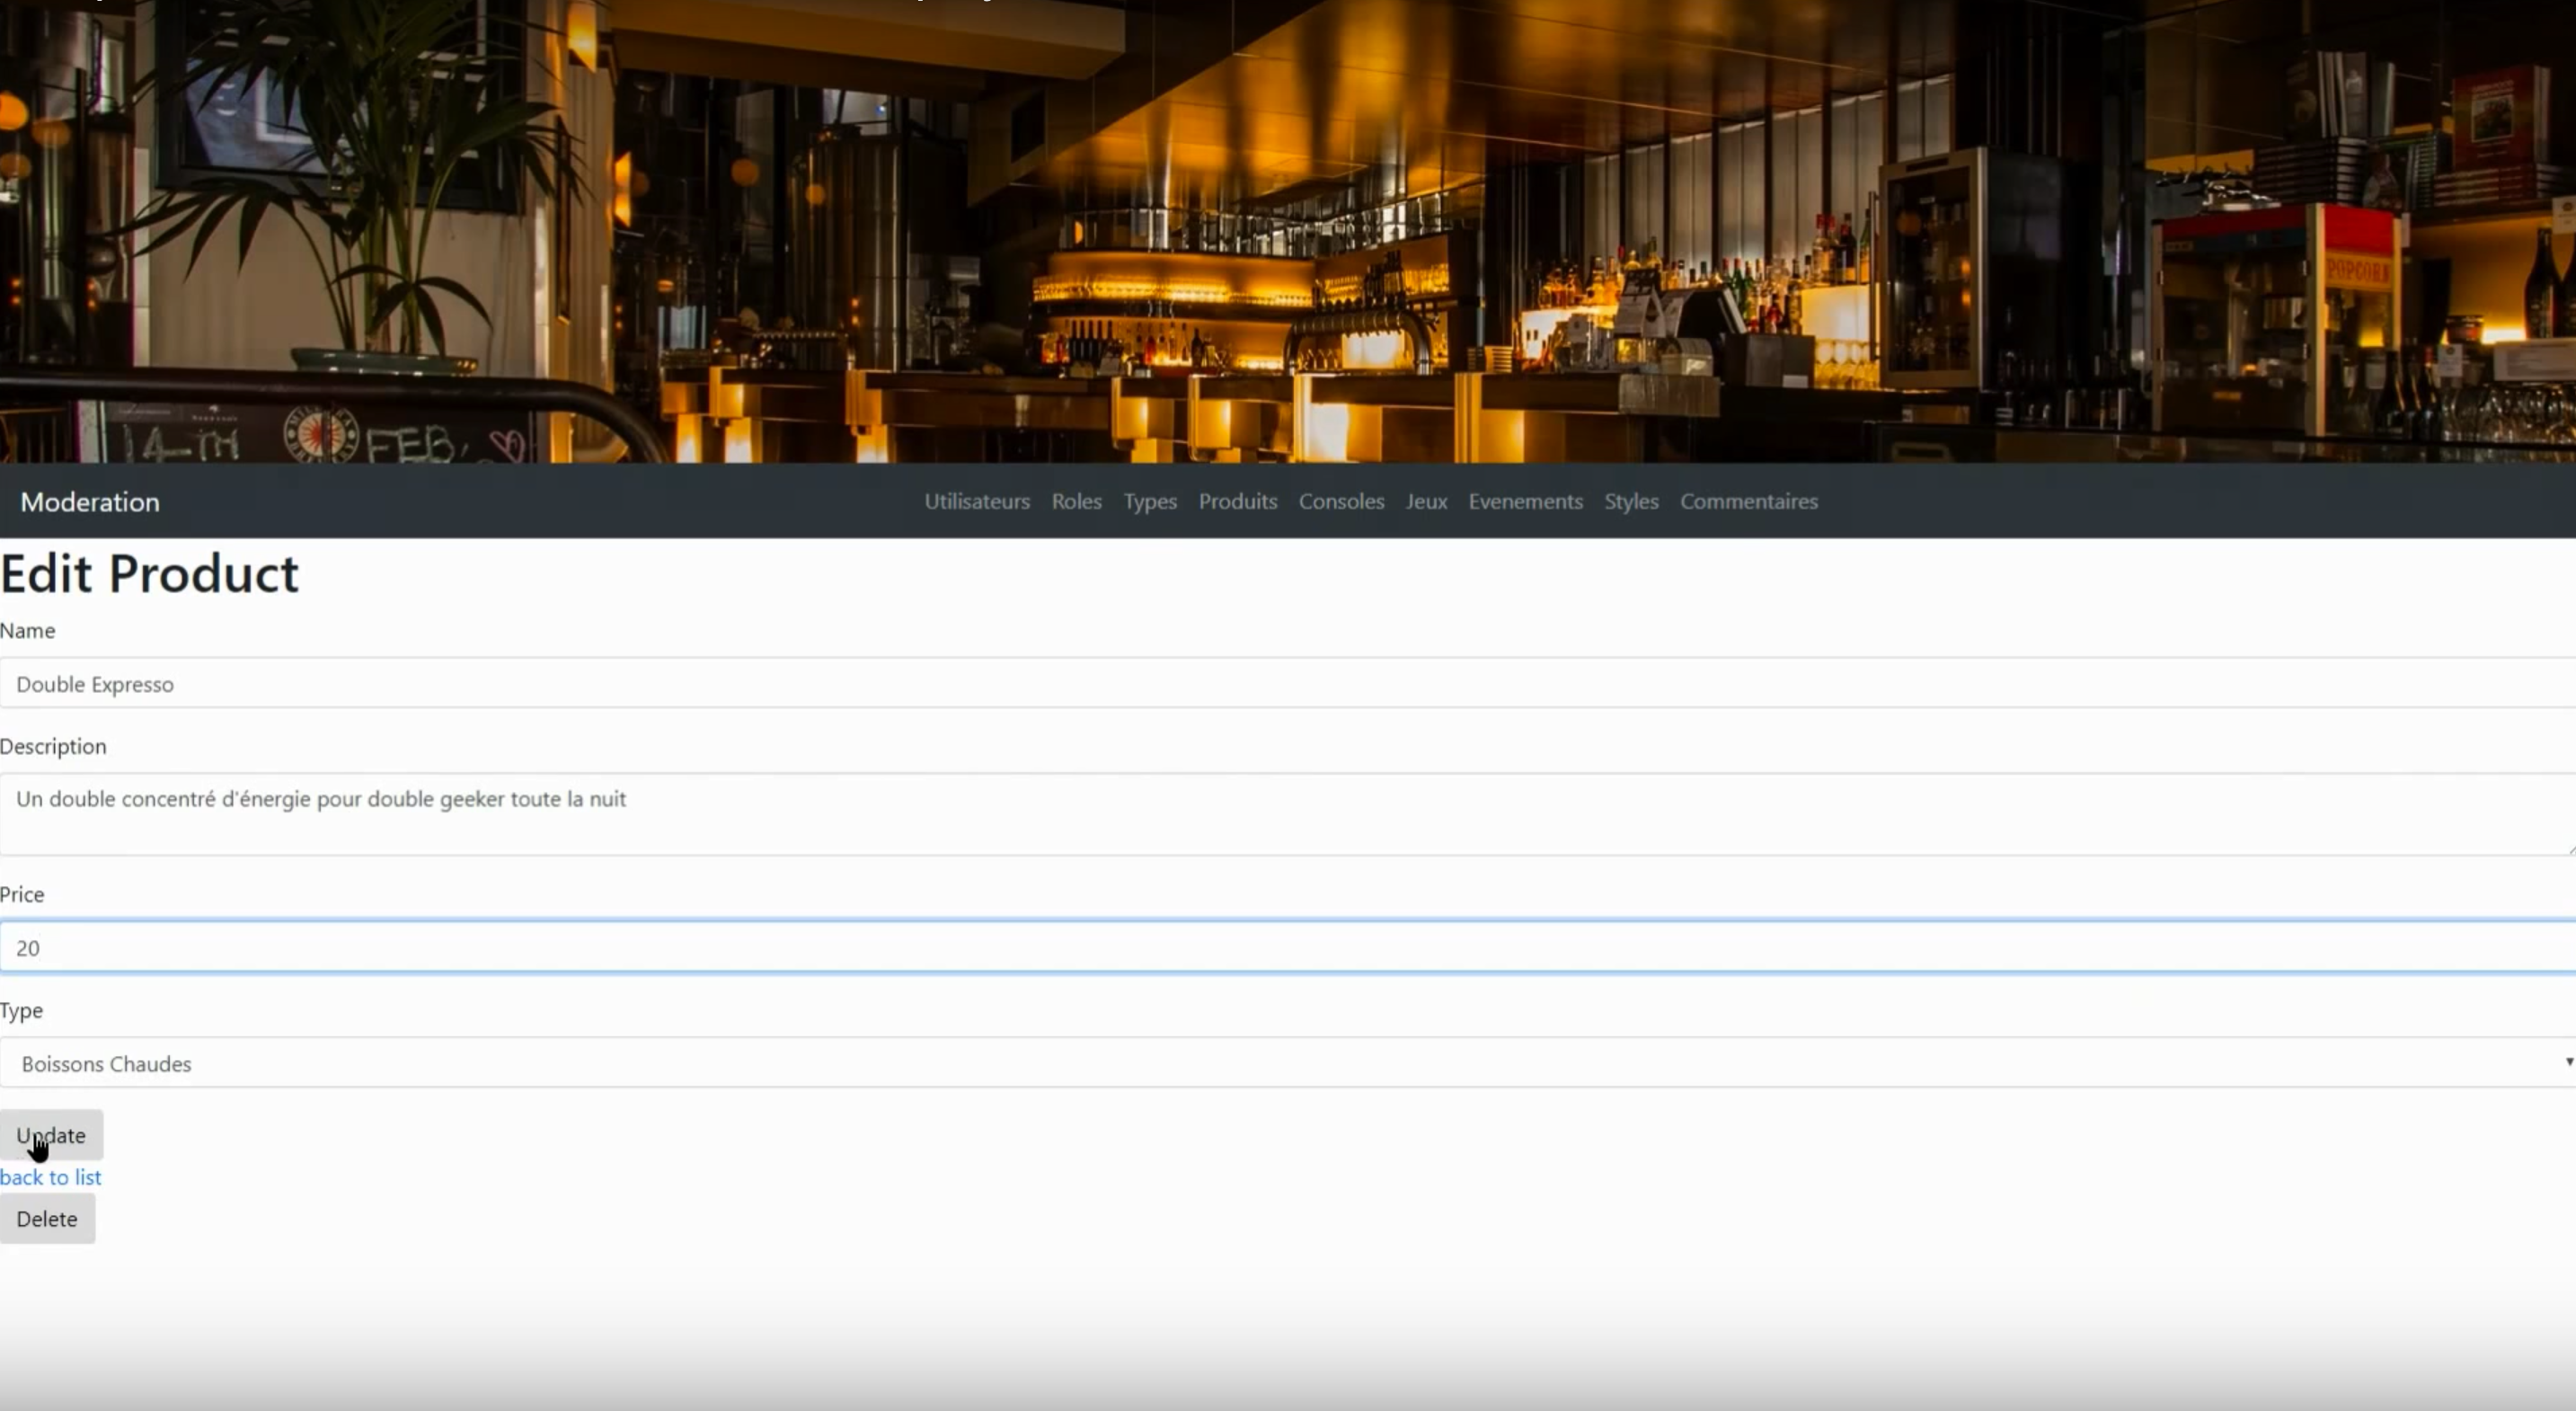 POPCORN
14-TH FEB,
Moderation
Utilisateurs Roles Types Produits Consoles Jeux Evenements Styles Commentaires
Edit Product
Name
Double Expresso
Description
Un double concentré d'énergie pour double geeker toute la nuit
Price
20
Type
Boissons Chaudes
Update
back to list
Delete